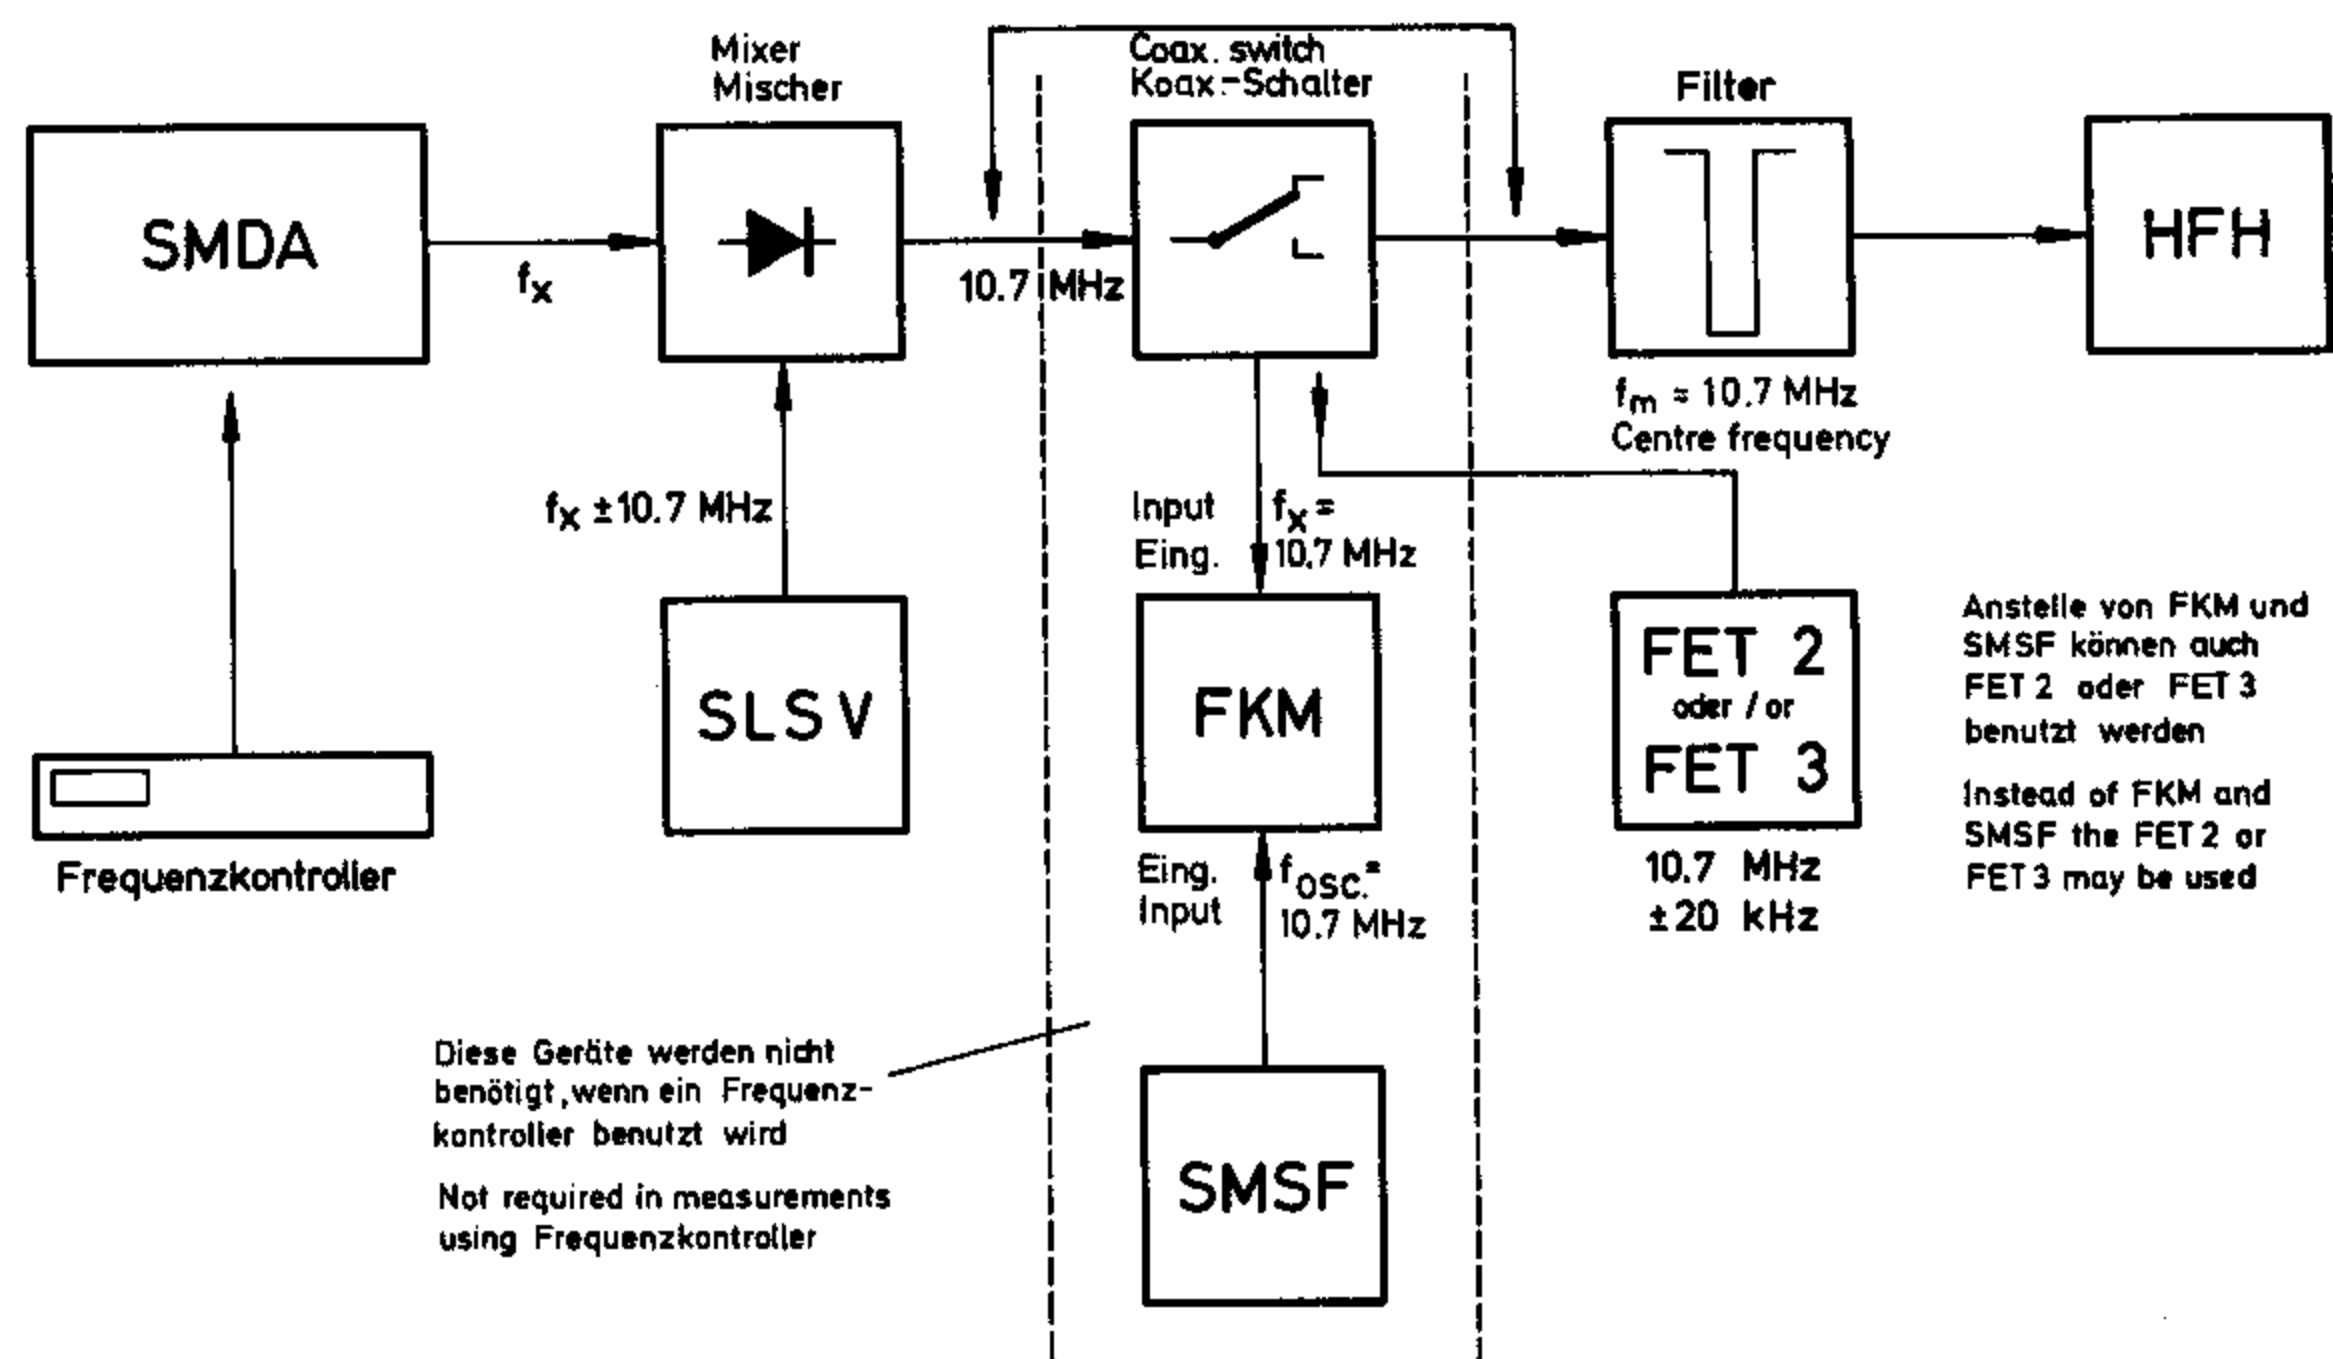 Mixer
Mischer
Coax. switch
Koax.-Schalter
Filter
SMDA
fx
10.7 MHz
HFH
fm = 10.7 MHz
Centre frequency
fx ±10.7 MHz
Input fx =
Eing. 10.7 MHz
SLSV
FKM
FET 2
oder / or
FET 3
10.7 MHz
±20 kHz
Anstelle von FKM und
SMSF können auch
FET 2 oder FET 3
benutzt werden
Instead of FKM and
SMSF the FET 2 or
FET 3 may be used
Frequenzkontroller
Eing. fosc. =
Input 10.7 MHz
Diese Geräte werden nicht
benötigt, wenn ein Frequenz-
kontroller benutzt wird
Not required in measurements
using Frequenzkontroller
SMSF